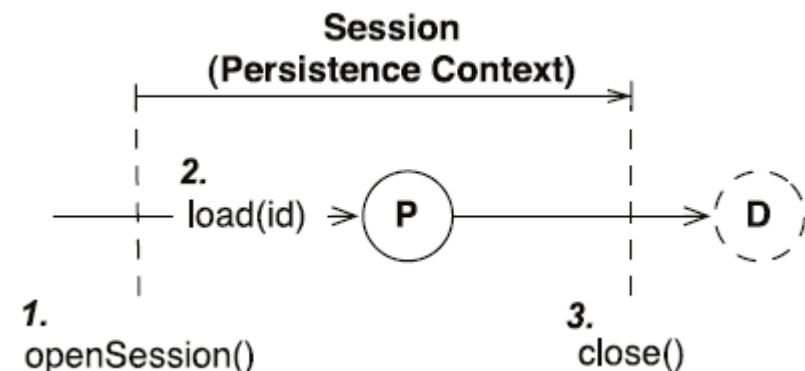 Session
(Persistence Context)
2.
load(id)
P
D
1.
openSession()
3.
close()